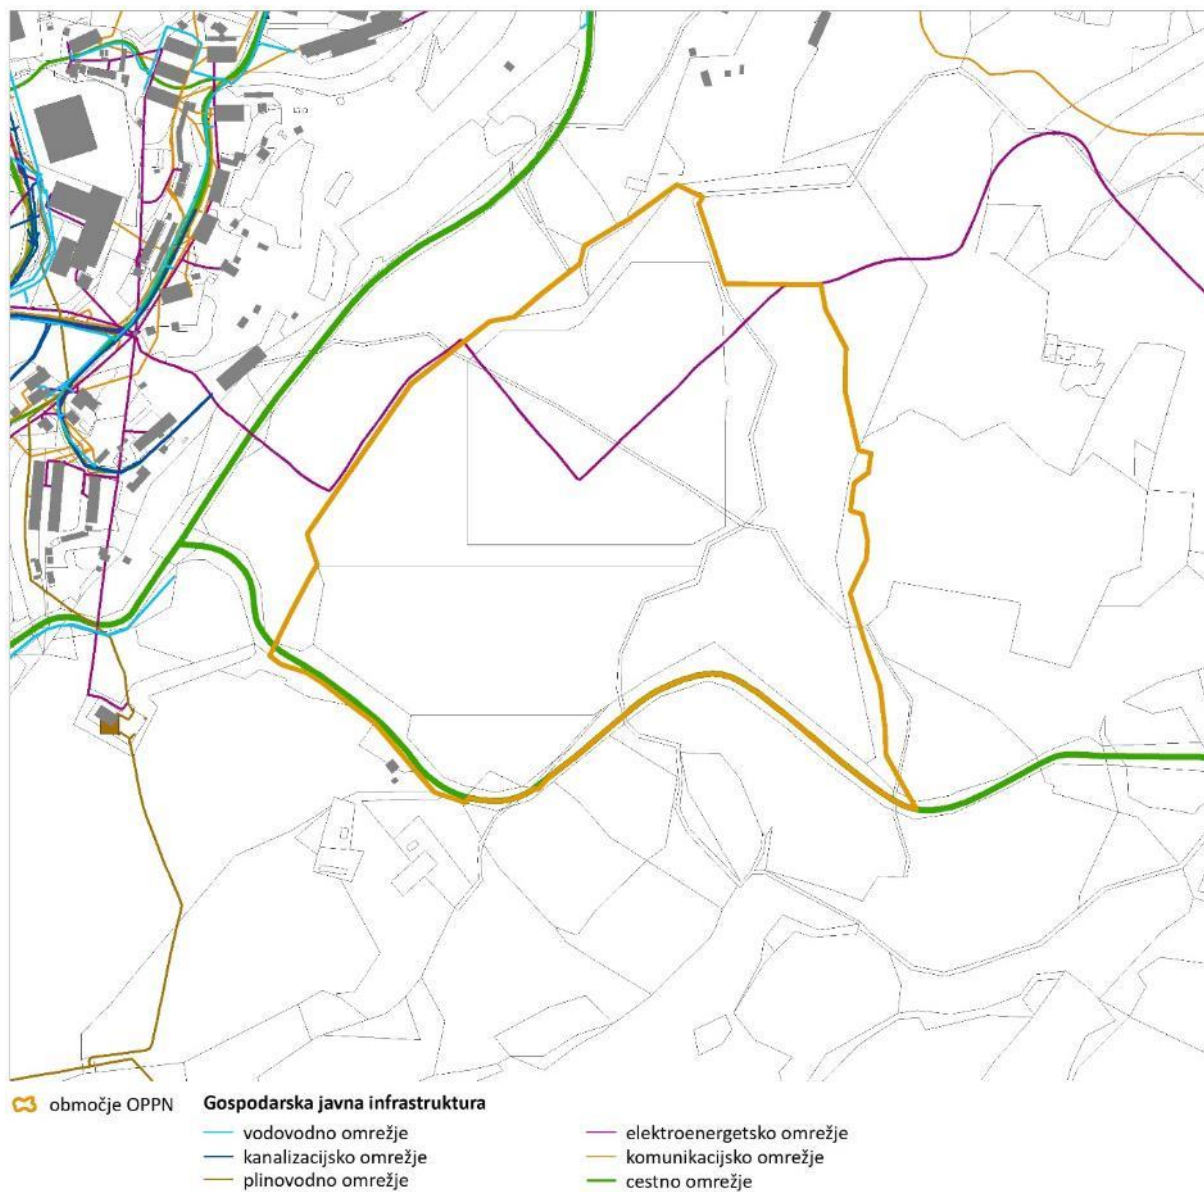 območje OPPN
Gospodarska javna infrastruktura
vodovodno omrežje
kanalizacijsko omrežje
plinovodno omrežje
elektroenergetsko omrežje
komunikacijsko omrežje
cestno omrežje